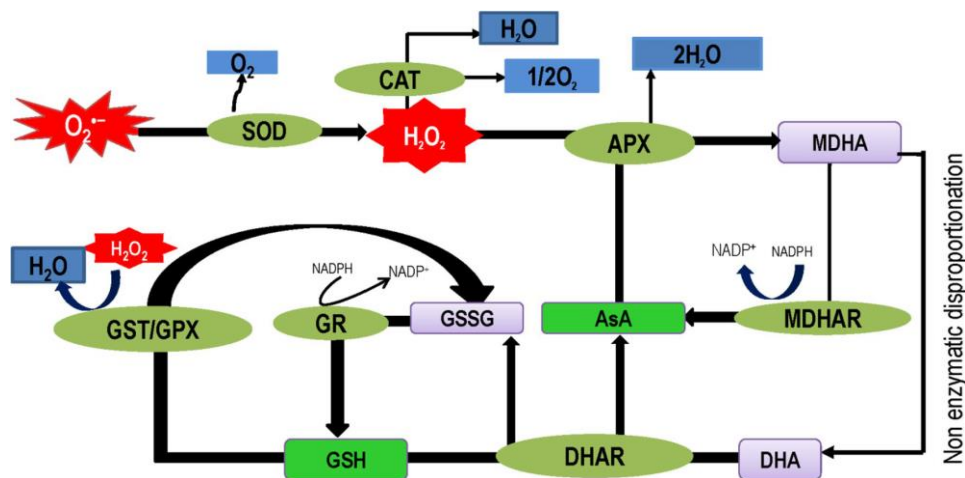 H₂O
O₂
CAT
1/2O₂
2H₂O
O₂•−
SOD
H₂O₂
APX
MDHA
Non enzymatic disproportionation
H₂O₂
H₂O
NADPH
NADP⁻
NADP⁺
NADPH
GST/GPX
GR
GSSG
AsA
MDHAR
GSH
DHAR
DHA